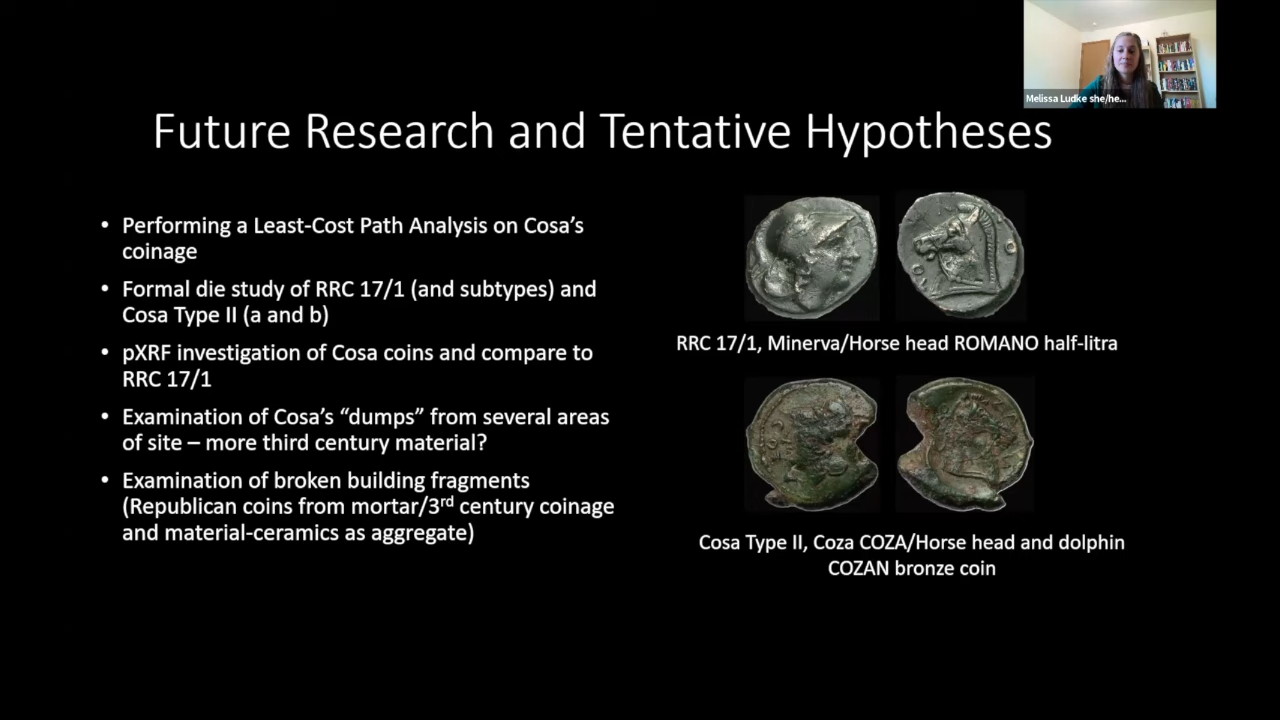 Melissa Ludke she/he...
Future Research and Tentative Hypotheses
• Performing a Least-Cost Path Analysis on Cosa’s
coinage
• Formal die study of RRC 17/1 (and subtypes) and
Cosa Type II (a and b)
• pXRF investigation of Cosa coins and compare to
RRC 17/1
• Examination of Cosa’s “dumps” from several areas
of site – more third century material?
• Examination of broken building fragments
(Republican coins from mortar/3rd century coinage
and material-ceramics as aggregate)
RRC 17/1, Minerva/Horse head ROMANO half-litra
Cosa Type II, Coza COZA/Horse head and dolphin
COZAN bronze coin